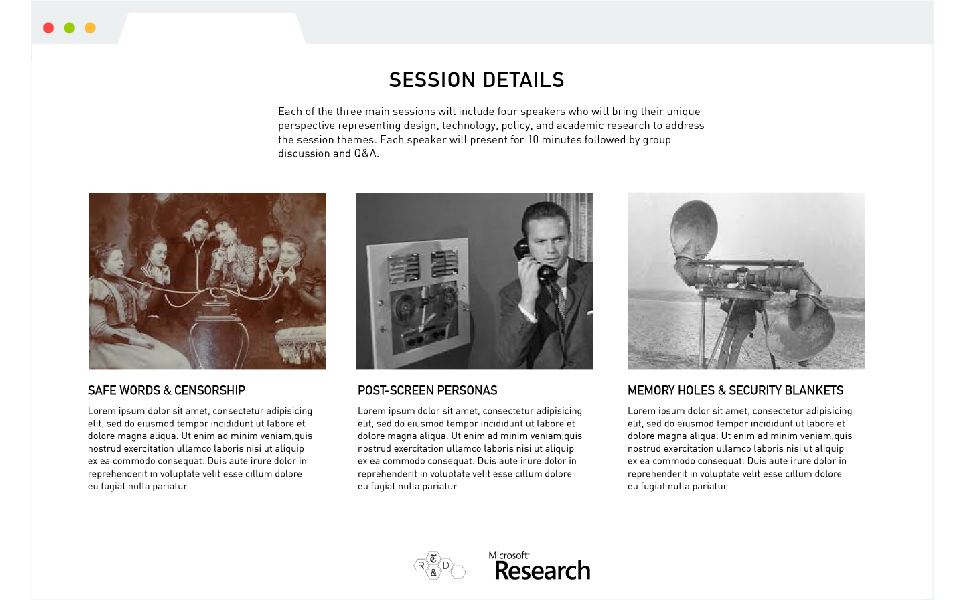 SESSION DETAILS
Each of the three main sessions will include four speakers who will bring their unique
perspective representing design, technology, policy, and academic research to address
the session themes. Each speaker will present for 10 minutes followed by group
discussion and Q&A.
SAFE WORDS & CENSORSHIP
Lorem ipsum dolor sit amet, consectetur adipisicing
elit, sed do eiusmod tempor incididunt ut labore et
dolore magna aliqua. Ut enim ad minim veniam,quis
nostrud exercitation ullamco laboris nisi ut aliquip
ex ea commodo consequat. Duis aute irure dolor in
reprehenderit in voluptate velit esse cillum dolore
eu fugiat nulla pariatur
POST-SCREEN PERSONAS
Lorem ipsum dolor sit amet, consectetur adipisicing
eut, sed do eiusmod tempor incididunt ut labore et
dolore magna aliqua. Ut enim ad minim veniam,quis
nostrud exercitation ullamco laboris nisi ut aliquip
ex ea commodo consequat. Duis aute irure dolor in
reprehenderit in voluptate velit esse cillum dolore
eu fugiat nulla pariatur
MEMORY HOLES & SECURITY BLANKETS
Lorem ipsum dolor sit amet, consectetur adipisicing
eut, sed do eiusmod tempor incididunt ut labore et
dolore magna aliqua. Ut enim ad minim veniam,quis
nostrud exercitation ullamco laboris nisi ut aliquip
ex ea commodo consequat. Duis aute irure dolor in
reprehenderit in voluptate velit esse cillum dolore
eu fugiat nulla pariatur
R & D
Microsoft
Research